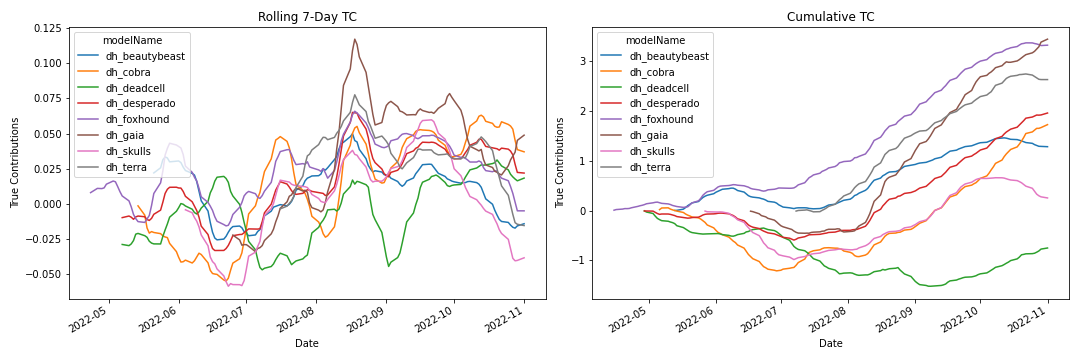 Rolling 7-Day TC
True Contributions
0.125
0.100
0.075
0.050
0.025
0.000
−0.025
−0.050
modelName
dh_beautybeast
dh_cobra
dh_deadcell
dh_desperado
dh_foxhound
dh_gaia
dh_skulls
dh_terra
2022-05
2022-06
2022-07
2022-08
2022-09
2022-10
2022-11
Date
Cumulative TC
True Contributions
3
2
1
0
−1
modelName
dh_beautybeast
dh_cobra
dh_deadcell
dh_desperado
dh_foxhound
dh_gaia
dh_skulls
dh_terra
2022-05
2022-06
2022-07
2022-08
2022-09
2022-10
2022-11
Date